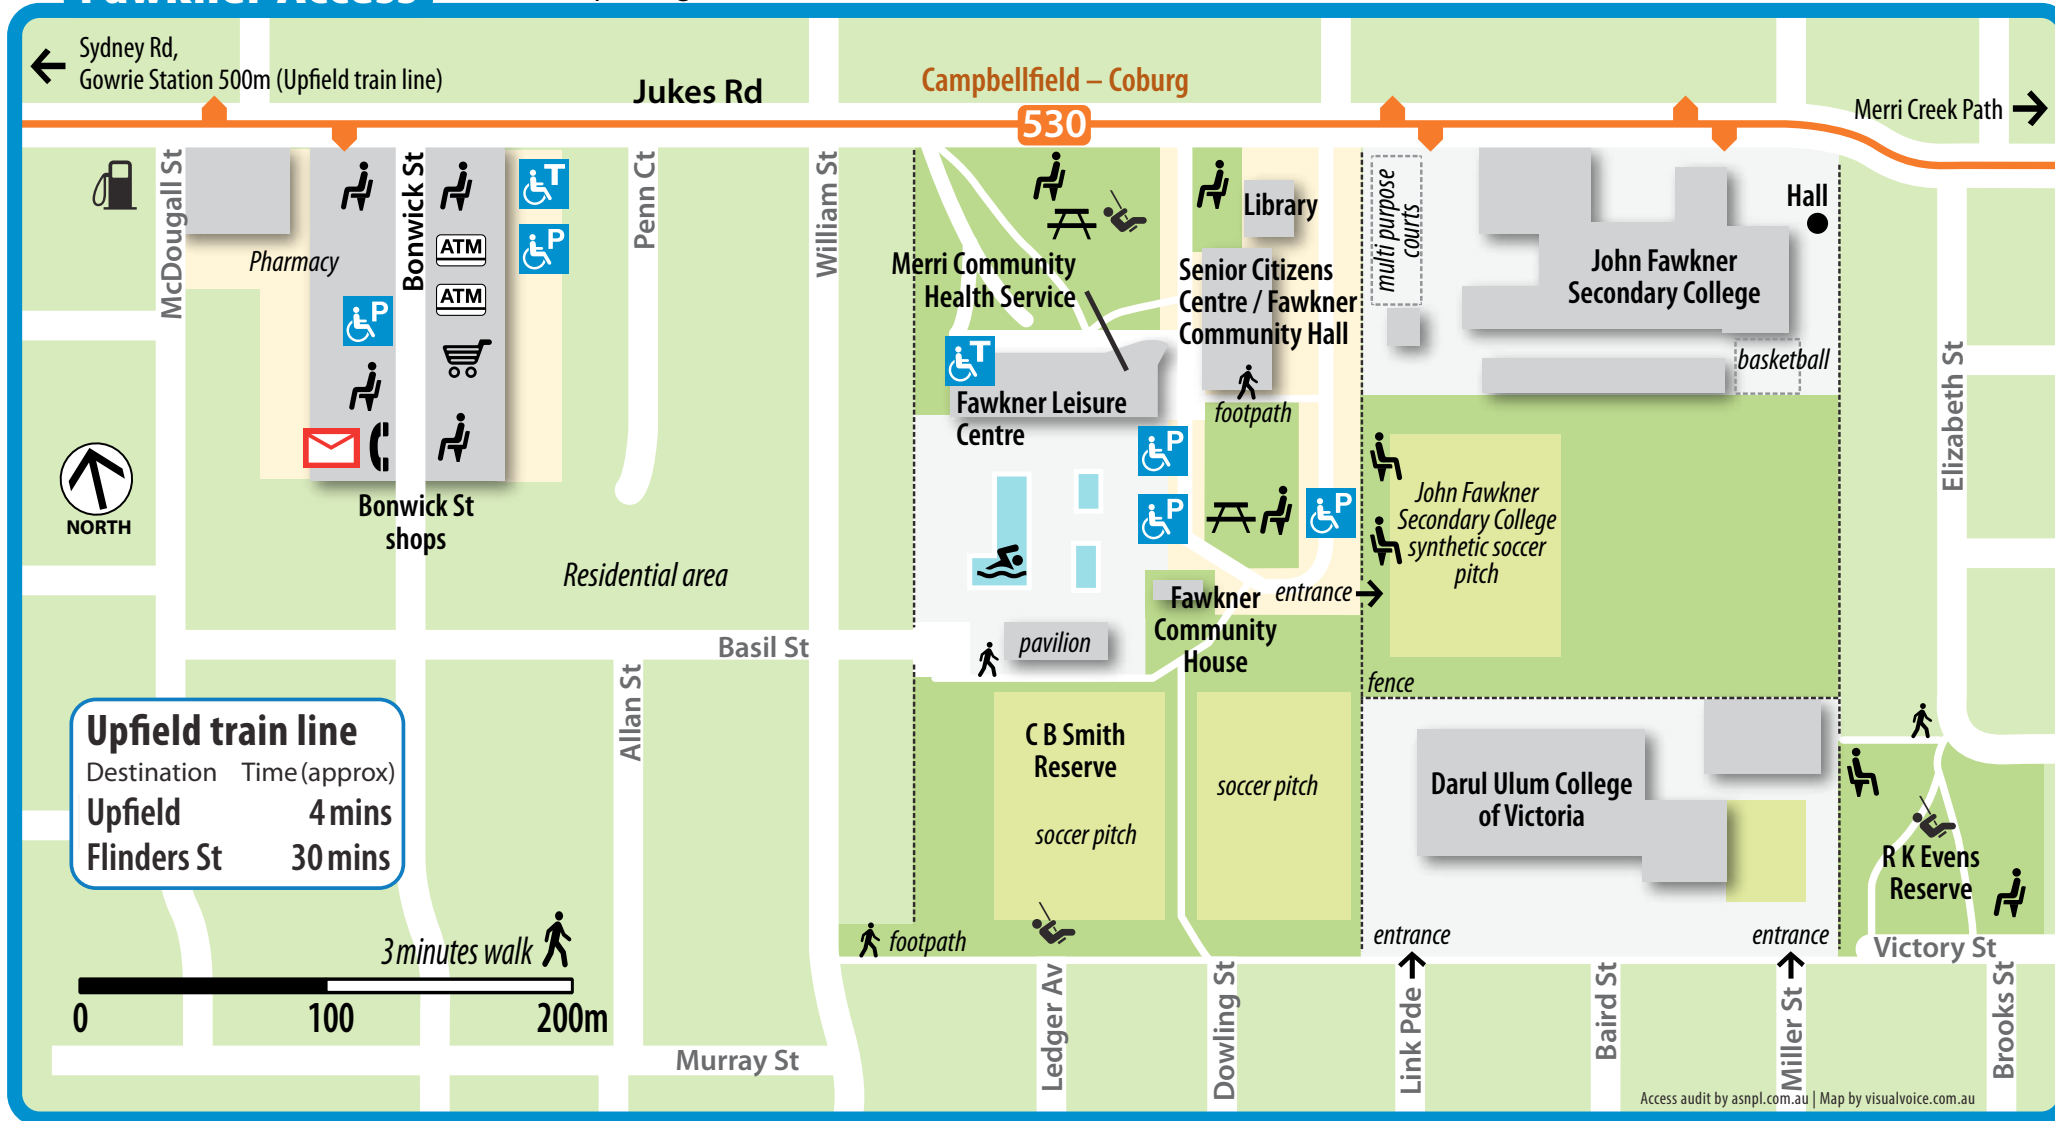 Fawkner Access
Sydney Rd,
Gowrie Station 500m (Upfield train line)
Jukes Rd
Campbellfield – Coburg
530
Merri Creek Path
McDougall St
Bonwick St
Penn Ct
William St
Pharmacy
ATM
ATM
T
P
P
Library
multi purpose
courts
Hall
Merri Community
Health Service
Senior Citizens
Centre / Fawkner
Community Hall
John Fawkner
Secondary College
basketball
T
Fawkner Leisure
Centre
footpath
P
P
P
Elizabeth St
NORTH
Bonwick St
shops
John Fawkner
Secondary College
synthetic soccer
pitch
Residential area
Fawkner
Community
House
entrance
Basil St
pavilion
fence
Allan St
Upfield train line
Destination Time (approx)
Upfield 4 mins
Flinders St 30 mins
C B Smith
Reserve
soccer pitch
soccer pitch
Darul Ulum College
of Victoria
R K Evens
Reserve
3 minutes walk
0 100 200m
footpath
entrance
entrance
Victory St
Murray St
Ledger Av
Dowling St
Link Pde
Baird St
Miller St
Brooks St
Access audit by asnpl.com.au | Map by visualvoice.com.au